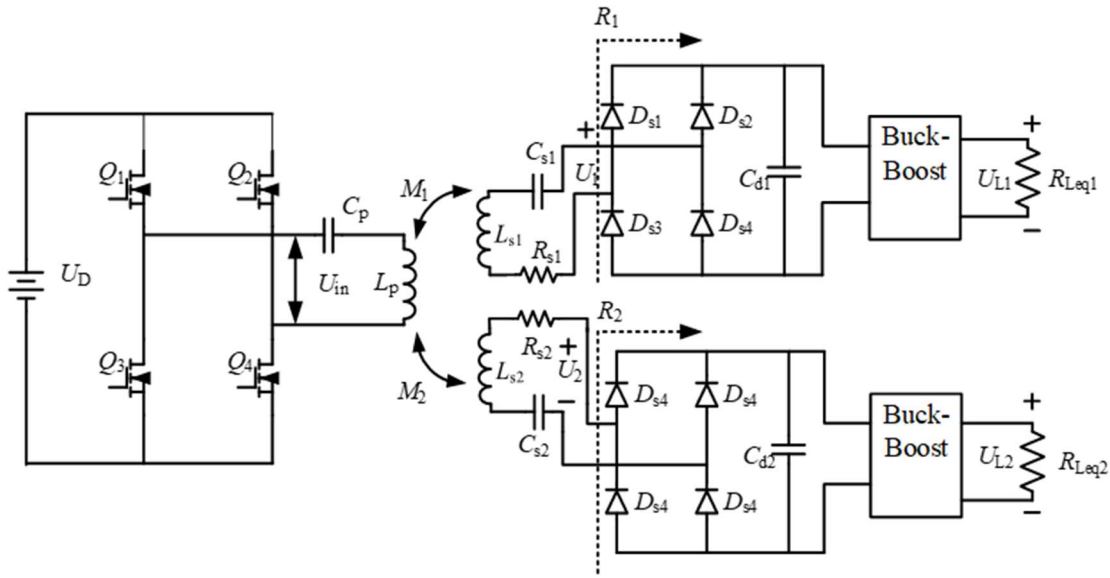 R1
Ds1
Ds2
Cs1
+
U1
Cd1
Buck-
Boost
+
UL1
RLeq1
−
Q1
Q2
M1
Cp
Ls1
Rs1
Ds3
Ds4
UD
Uin
Lp
R2
Rs2
+
U2
−
Ls2
M2
Cs2
Q3
Q4
Ds4
Ds4
Cd2
Ds4
Ds4
Buck-
Boost
+
UL2
RLeq2
−